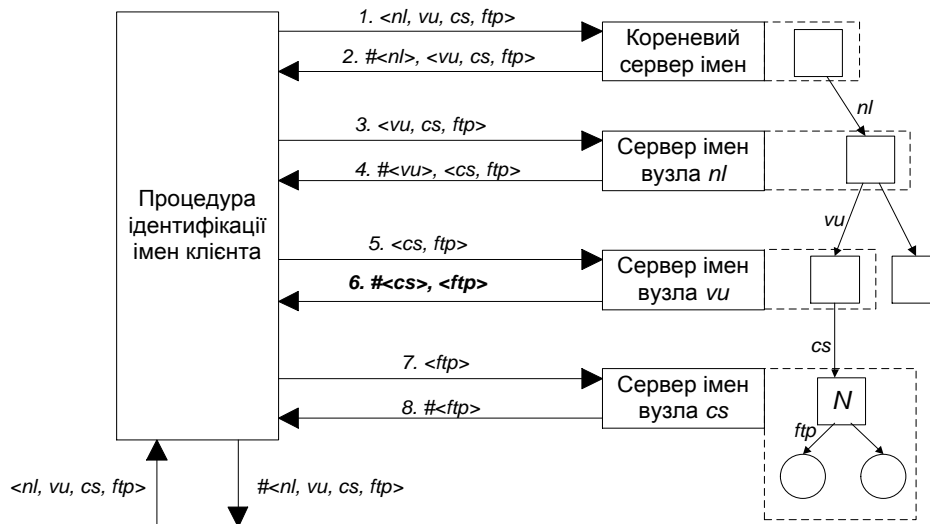 1. <nl, vu, cs, ftp>
2. #<nl>, <vu, cs, ftp>
Кореневий
сервер імен
nl
3. <vu, cs, ftp>
4. #<vu>, <cs, ftp>
Сервер імен
вузла nl
Процедура
ідентифікації
імен клієнта
vu
5. <cs, ftp>
6. #<cs>, <ftp>
Сервер імен
вузла vu
cs
7. <ftp>
8. #<ftp>
Сервер імен
вузла cs
N
ftp
<nl, vu, cs, ftp>
#<nl, vu, cs, ftp>